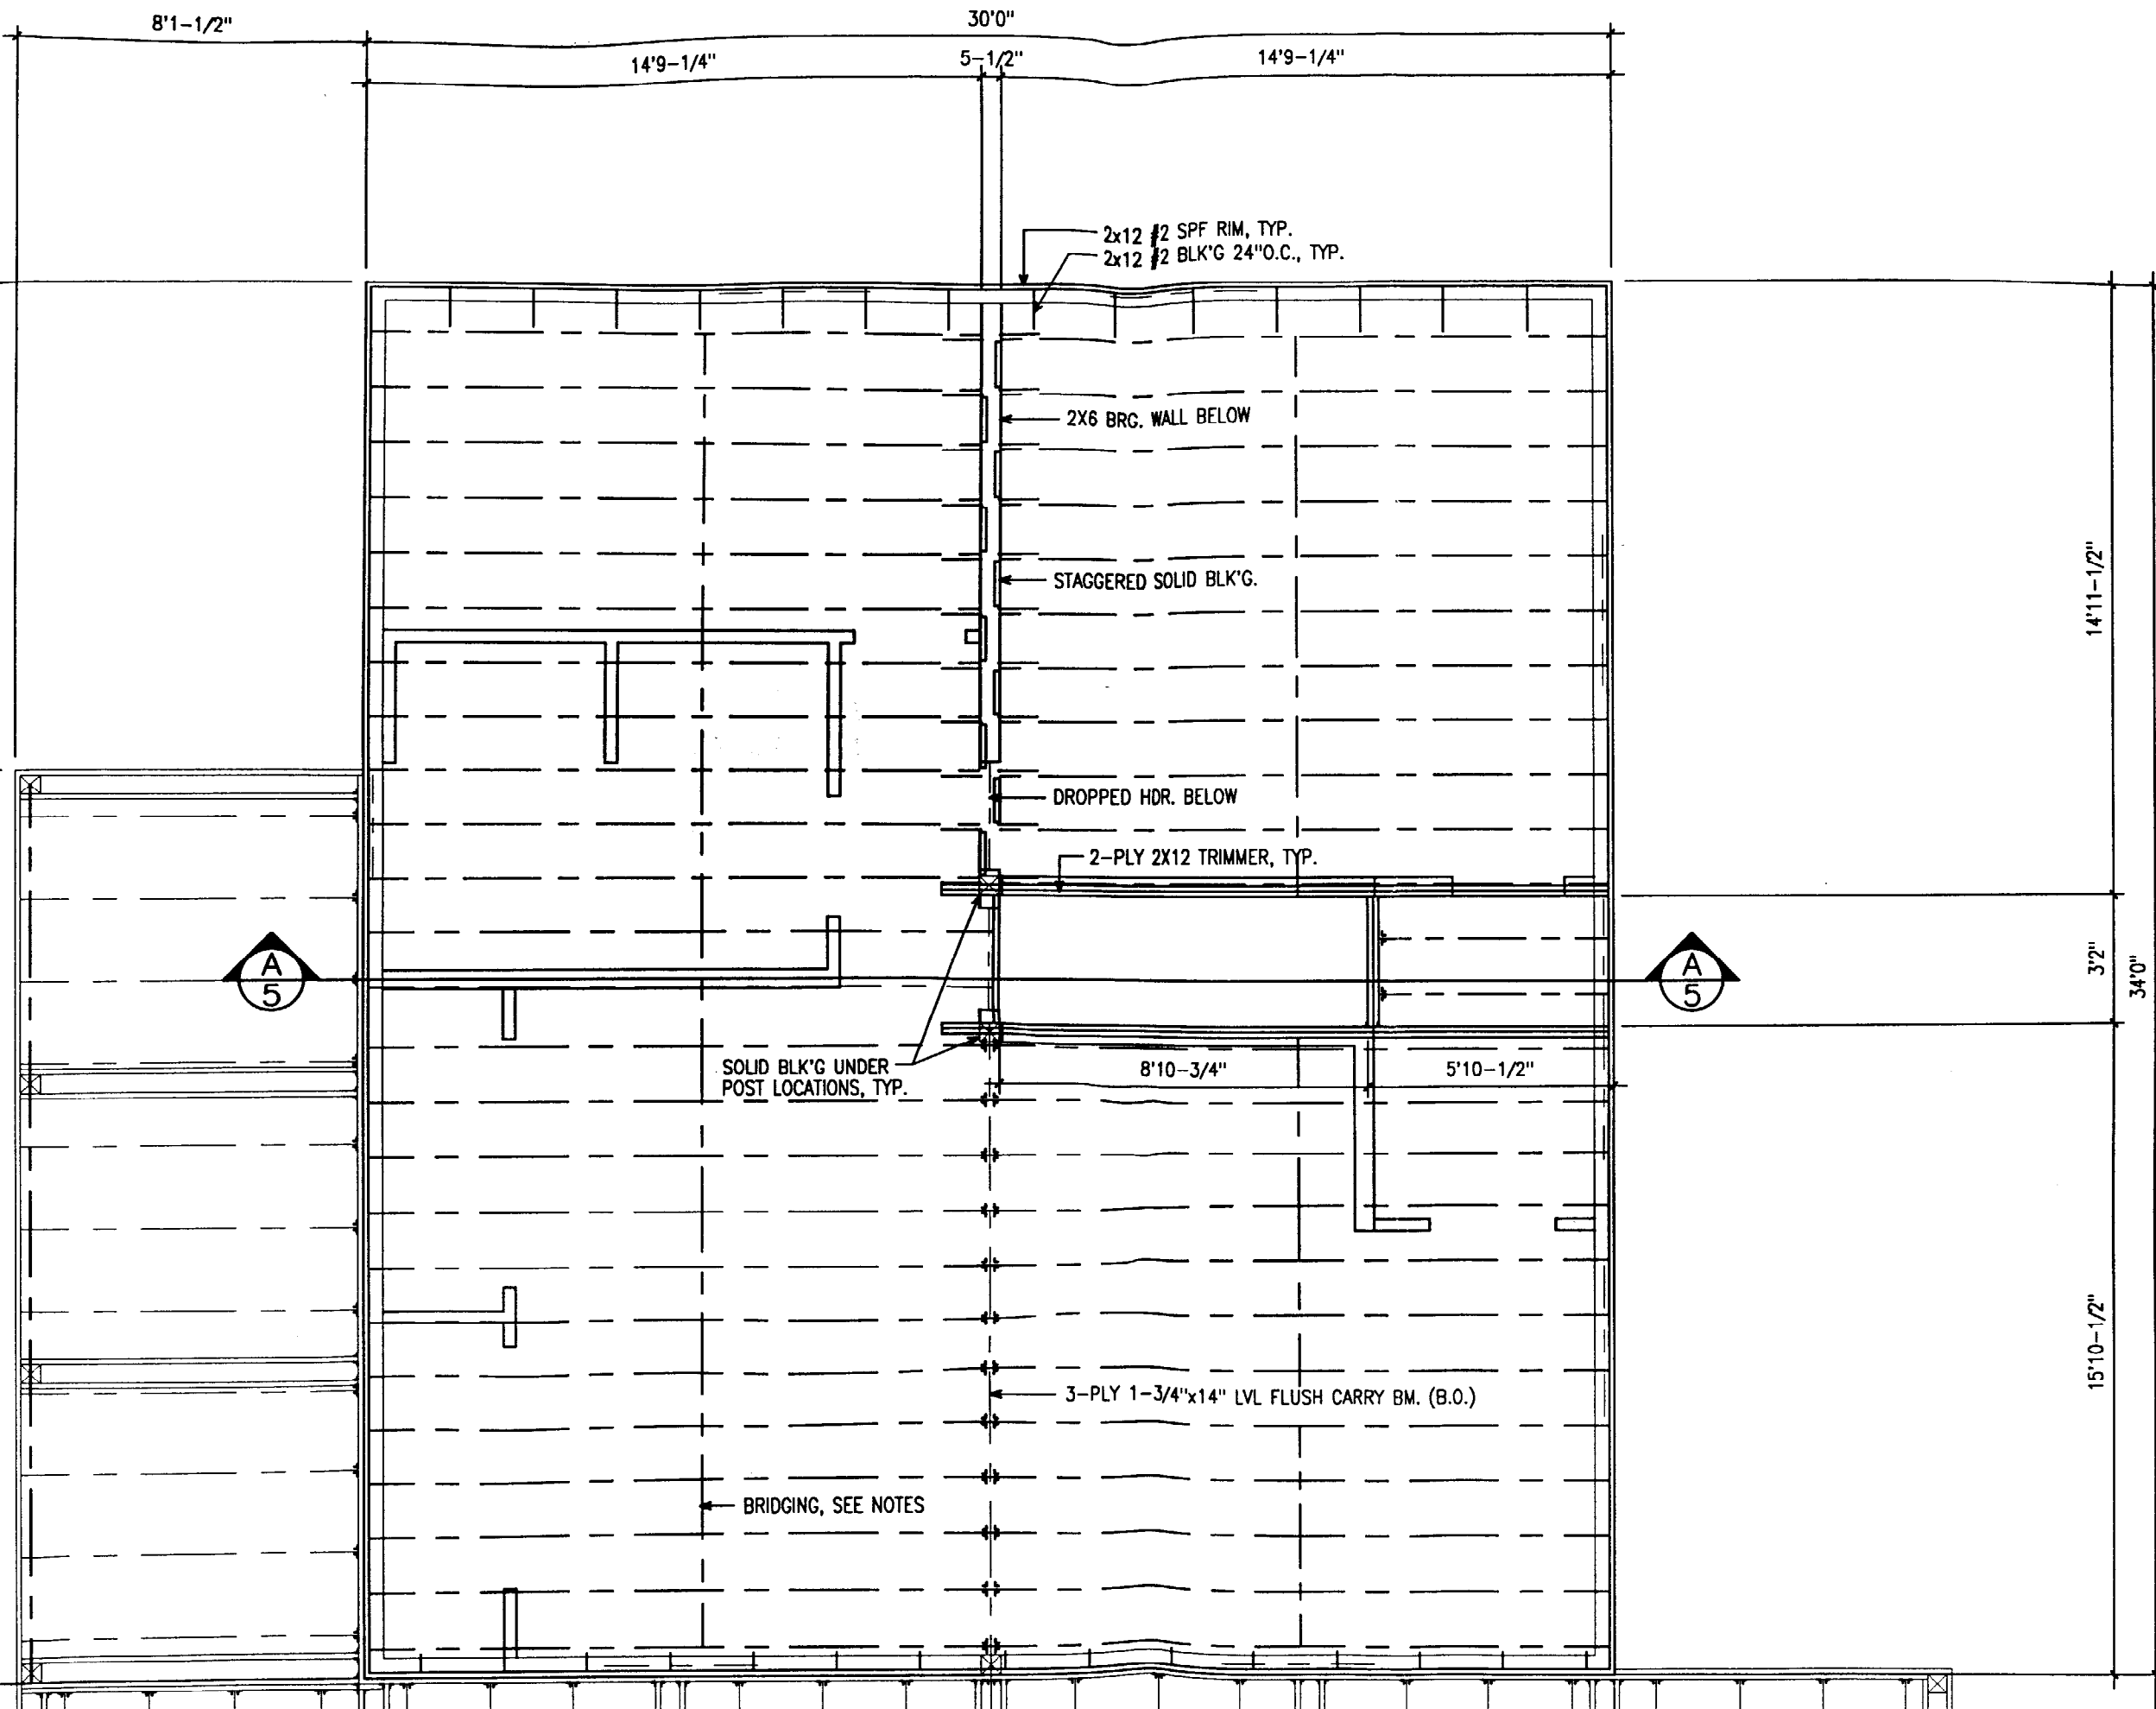 8'1-1/2"
30'0"
14'9-1/4"
5-1/2"
14'9-1/4"
2x12 #2 SPF RIM, TYP.
2x12 #2 BLK'G 24"O.C., TYP.
2X6 BRG. WALL BELOW
STAGGERED SOLID BLK'G.
14'11-1/2"
DROPPED HDR. BELOW
2-PLY 2X12 TRIMMER, TYP.
A
5
A
5
3'2"
34'0"
SOLID BLK'G UNDER
POST LOCATIONS, TYP.
8'10-3/4"
5'10-1/2"
15'10-1/2"
3-PLY 1-3/4"x14" LVL FLUSH CARRY BM. (B.O.)
BRIDGING, SEE NOTES